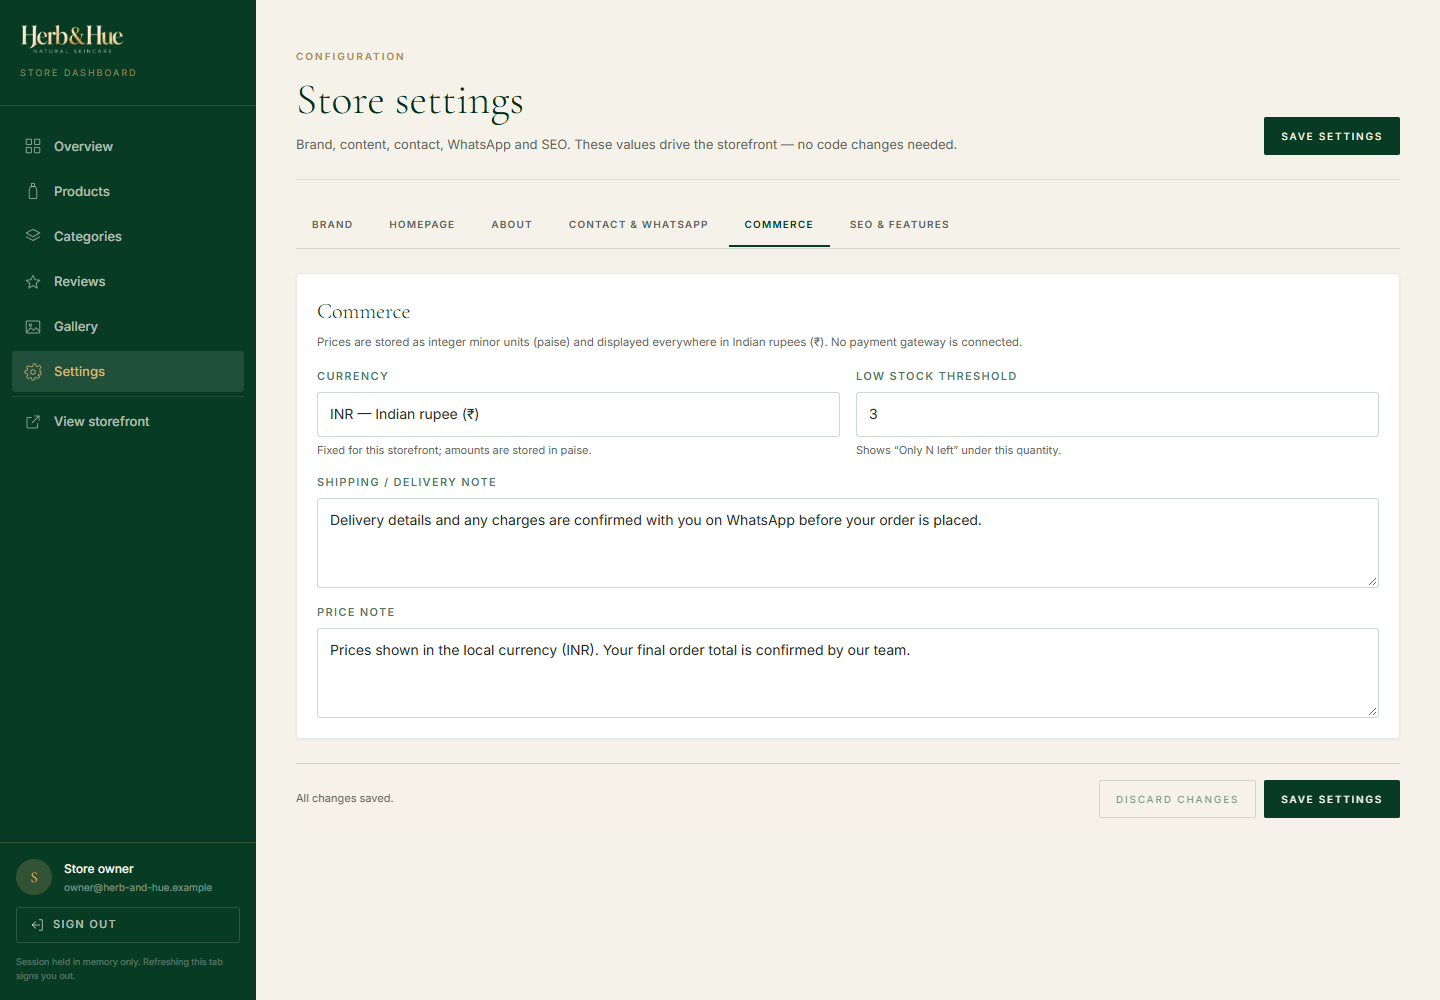 Herb&Hue
NATURAL SKINCARE
STORE DASHBOARD
Overview
Products
Categories
Reviews
Gallery
Settings
View storefront
S
Store owner
owner@herb-and-hue.example
SIGN OUT
Session held in memory only. Refreshing this tab
signs you out.
CONFIGURATION
Store settings
Brand, content, contact, WhatsApp and SEO. These values drive the storefront — no code changes needed.
SAVE SETTINGS
BRAND
HOMEPAGE
ABOUT
CONTACT & WHATSAPP
COMMERCE
SEO & FEATURES
Commerce
Prices are stored as integer minor units (paise) and displayed everywhere in Indian rupees (₹). No payment gateway is connected.
CURRENCY
INR — Indian rupee (₹)
Fixed for this storefront; amounts are stored in paise.
LOW STOCK THRESHOLD
3
Shows “Only N left” under this quantity.
SHIPPING / DELIVERY NOTE
Delivery details and any charges are confirmed with you on WhatsApp before your order is placed.
PRICE NOTE
Prices shown in the local currency (INR). Your final order total is confirmed by our team.
All changes saved.
DISCARD CHANGES
SAVE SETTINGS